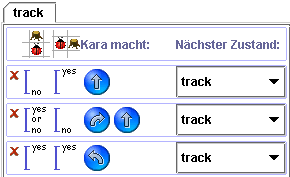 track
Kara macht: Nächster Zustand:
no yes track
yes or no no track
yes yes track